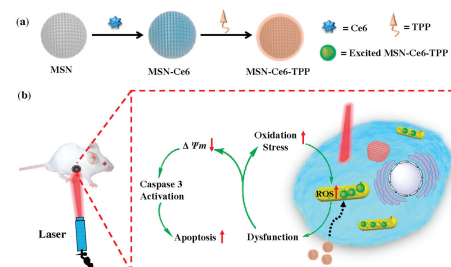 (a)
= Ce6
= TPP
MSN
MSN-Ce6
MSN-Ce6-TPP
= Excited MSN-Ce6-TPP
(b)
Δ Ψm
Oxidation
Stress
Caspase 3
Activation
ROS
Laser
Apoptosis
Dysfunction